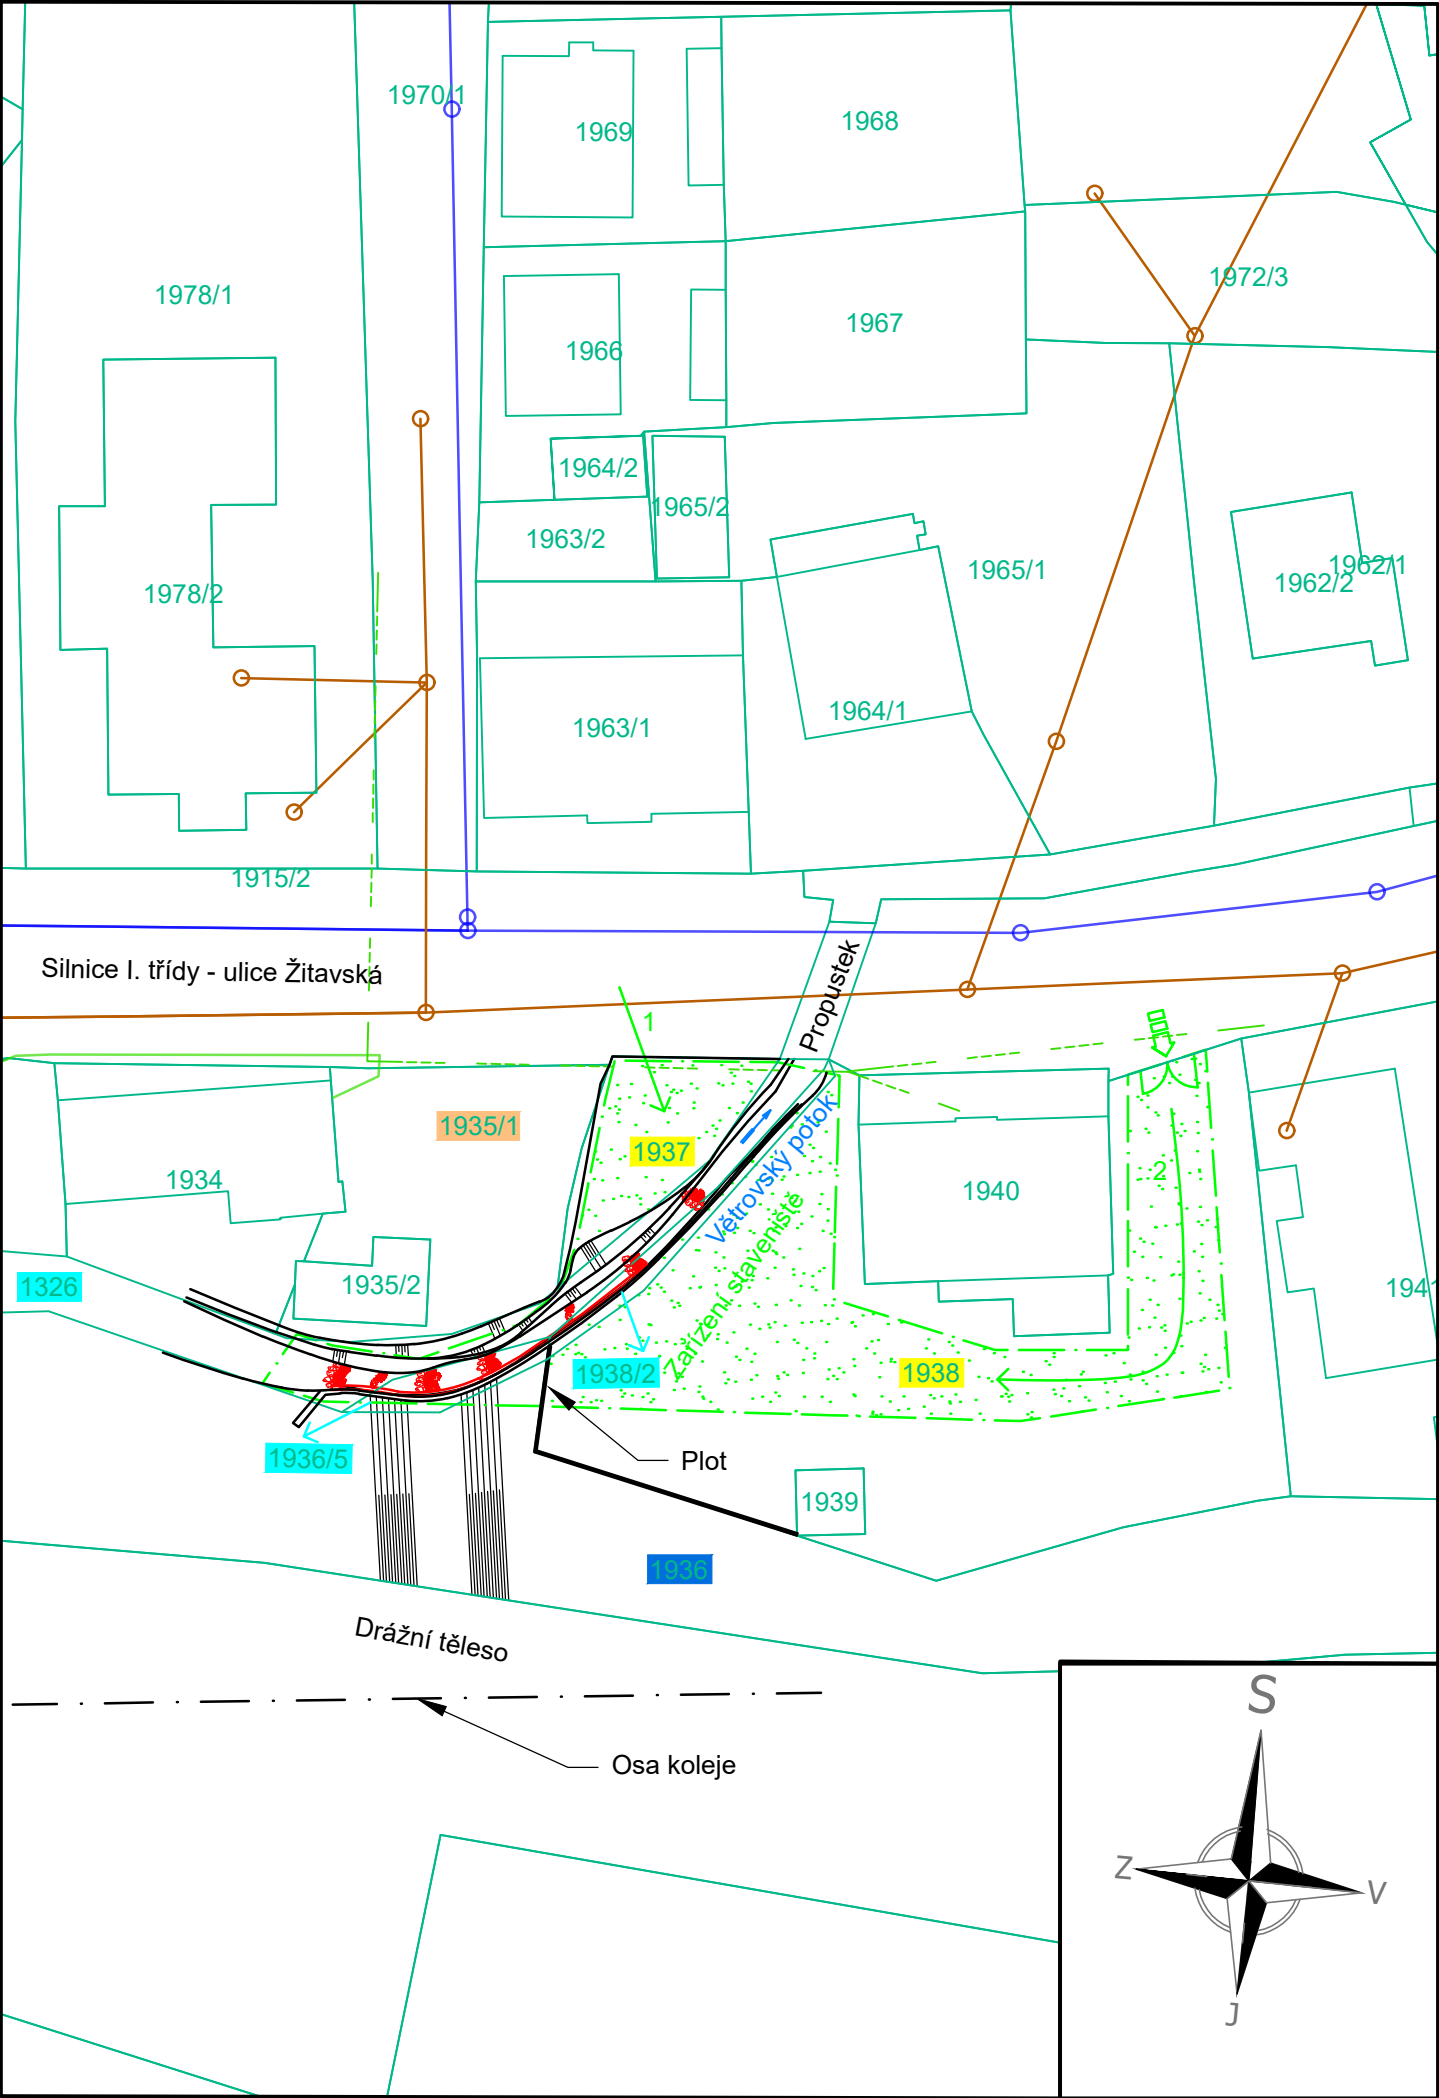 1970/1
1969
1968
1978/1
1972/3
1966
1967
1964/2
1965/2
1963/2
1965/1
1962/1
1962/2
1978/2
1963/1
1964/1
1915/2
Silnice I. třídy - ulice Žitavská
Propustek
1
1935/1
1937
Větrovský potok
2
1934
1940
Zařízení staveniště
1326
1935/2
1941
1938/2
1938
1936/5
Plot
1939
1936
Drážní těleso
Osa koleje
S
Z
V
J